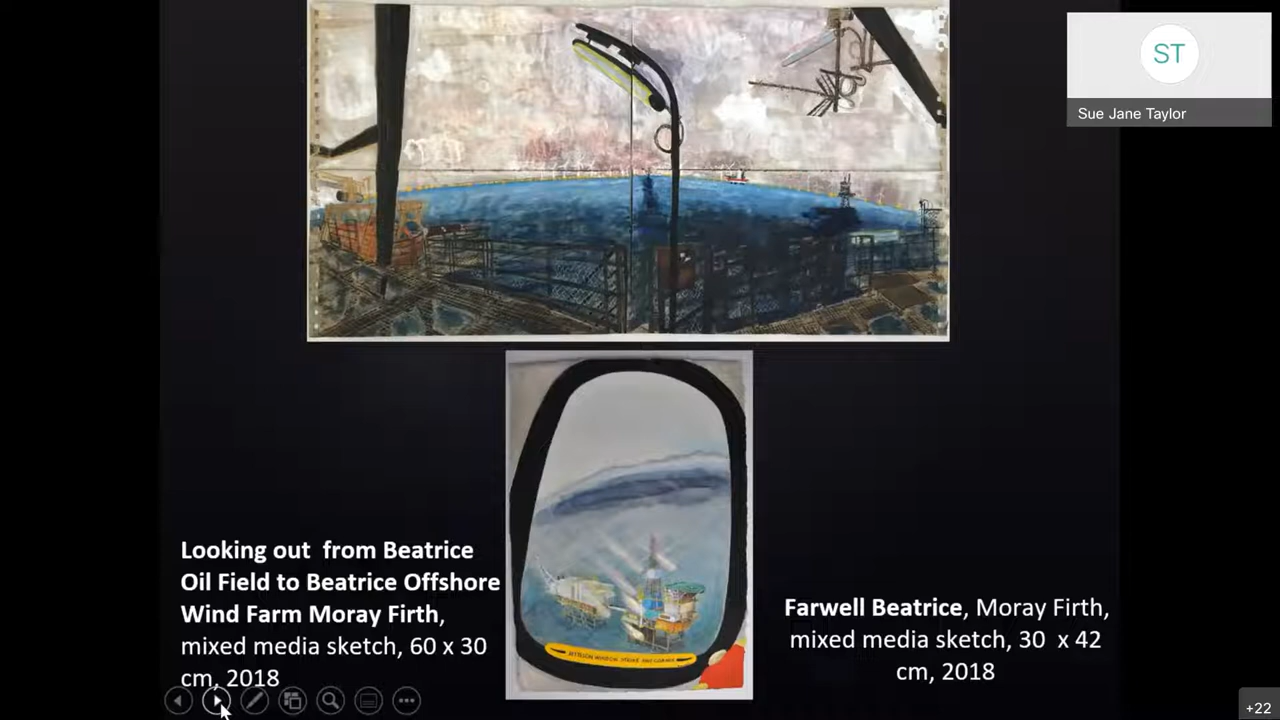 ST
Sue Jane Taylor
Looking out from Beatrice
Oil Field to Beatrice Offshore
Wind Farm Moray Firth,
mixed media sketch, 60 x 30
cm, 2018
Farwell Beatrice, Moray Firth,
mixed media sketch, 30 x 42
cm, 2018
+22